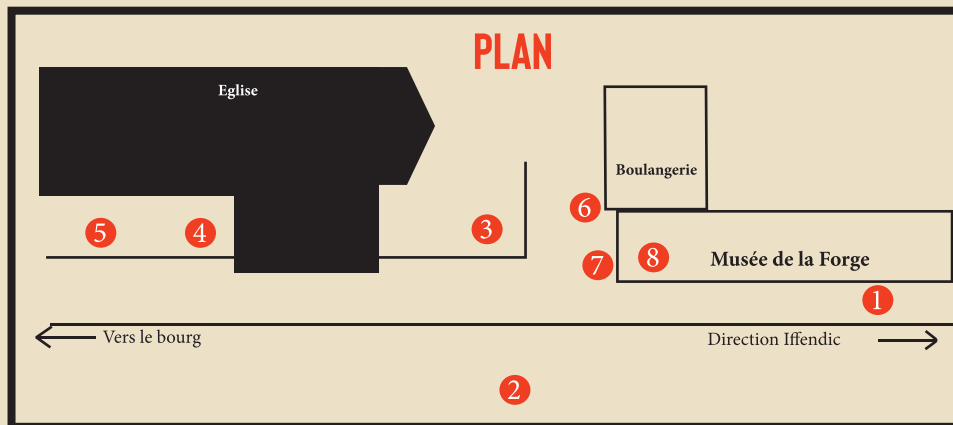 PLAN
Eglise
Boulangerie
6
5
4
3
7
8
Musée de la Forge
1
Vers le bourg
Direction Iffendic
2